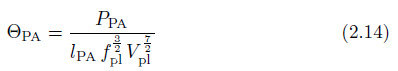 Θ_PA = P_PA / (l_PA f_pl^{3/2} V_pl^{7/2}) (2.14)